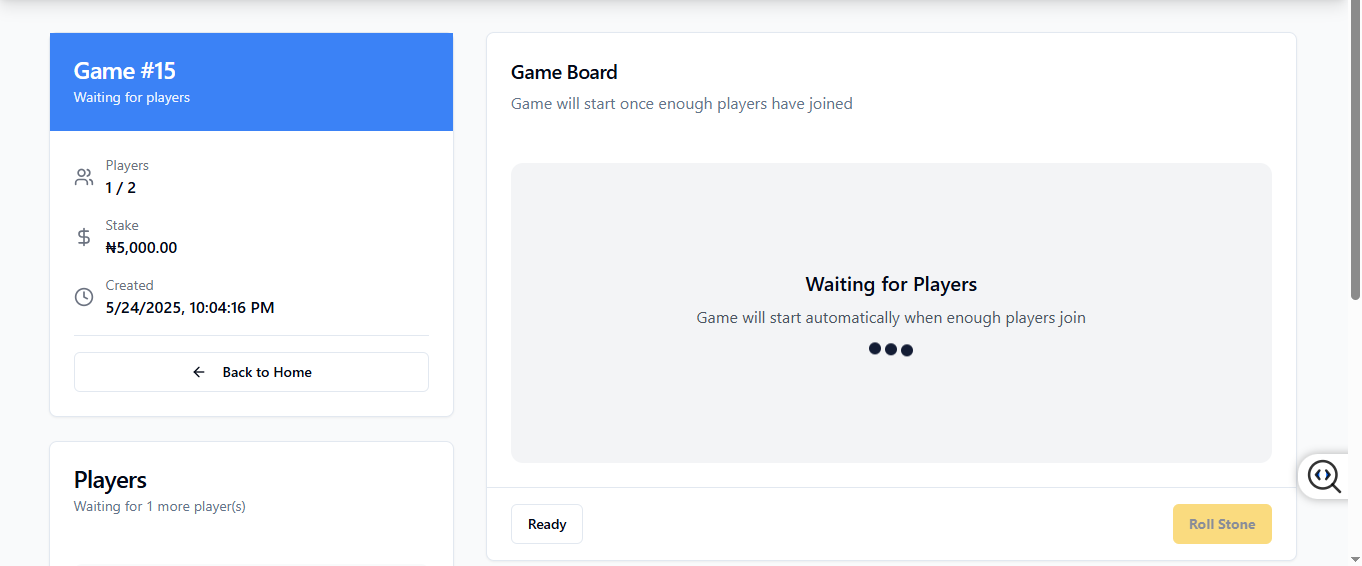 Game #15
Waiting for players
Players
1 / 2
Stake
₦5,000.00
Created
5/24/2025, 10:04:16 PM
Back to Home
Players
Waiting for 1 more player(s)
Game Board
Game will start once enough players have joined
Waiting for Players
Game will start automatically when enough players join
Ready
Roll Stone